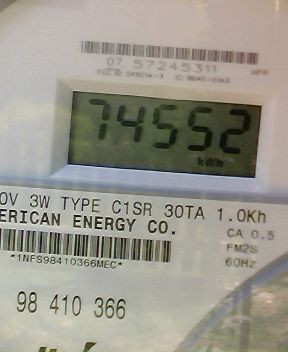 07 57245311
74552
kWh
0V 3W TYPE C1SR 30TA 1.0Kh
ERICAN ENERGY CO.
CA 0.5
FM2S
60Hz
*1NFS98410366MEC*
98 410 366